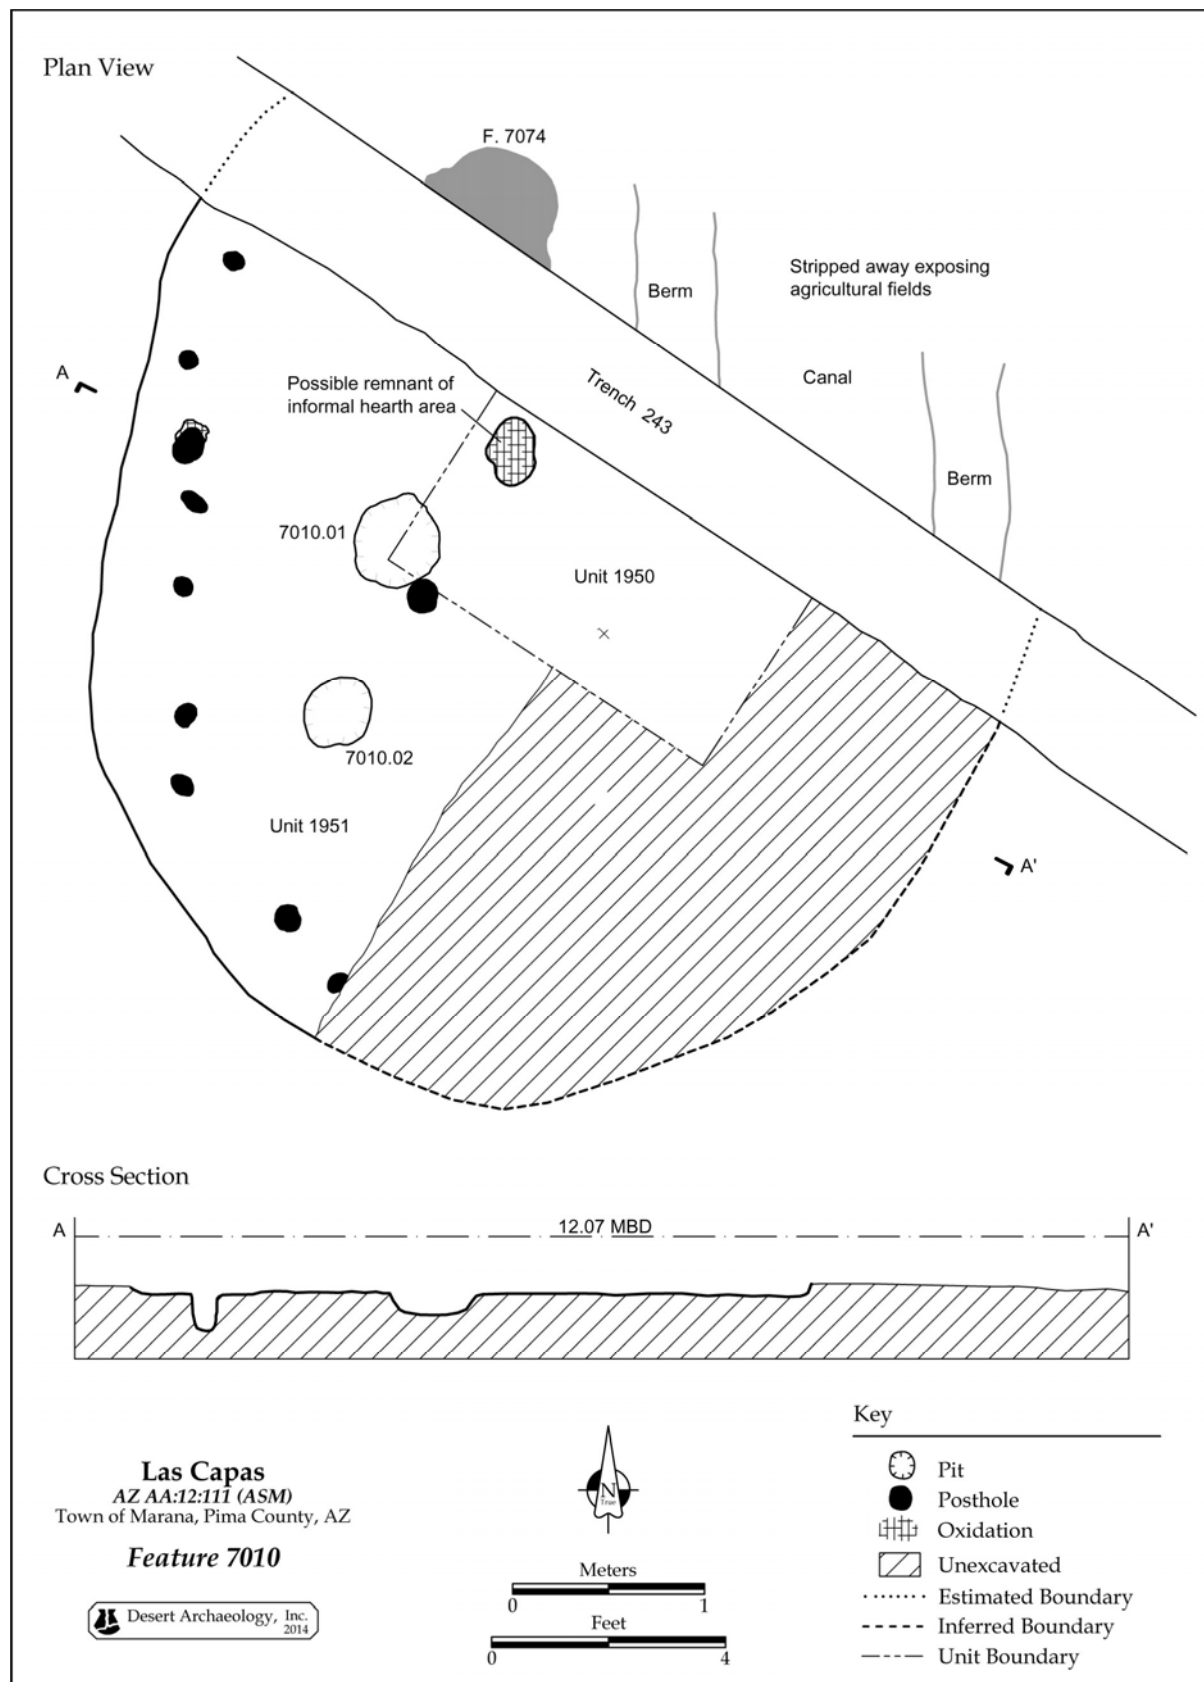 Plan View
F. 7074
Stripped away exposing
agricultural fields
Berm
A
Possible remnant of
informal hearth area
Trench 243
Canal
Berm
7010.01
Unit 1950
7010.02
Unit 1951
A'
Cross Section
A
12.07 MBD
A'
Key
Las Capas
AZ AA:12:111 (ASM)
Town of Marana, Pima County, AZ
Feature 7010
Desert Archaeology, Inc.
2014
N
True
Meters
0 1
Feet
0 4
Pit
Posthole
Oxidation
Unexcavated
Estimated Boundary
Inferred Boundary
Unit Boundary